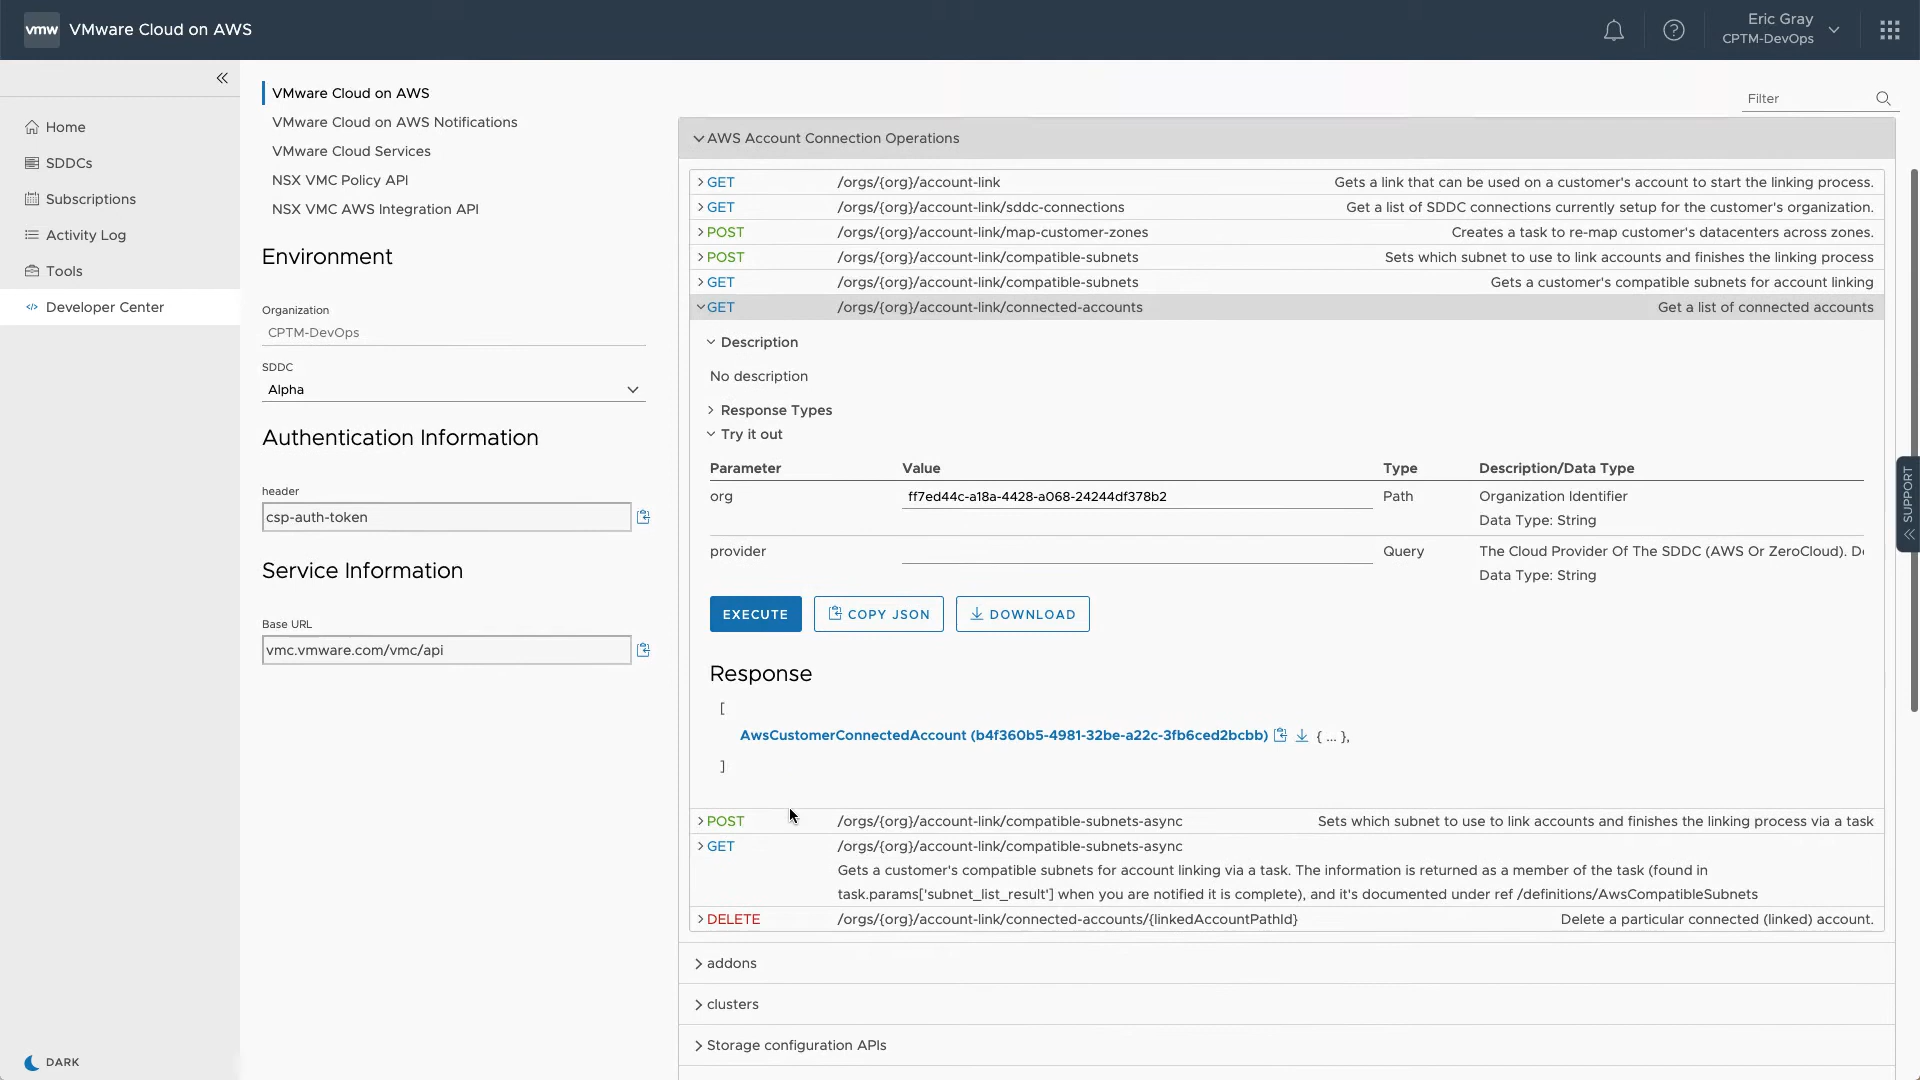 vmw VMware Cloud on AWS
Eric Gray
CPTM-DevOps
Home
SDDCs
Subscriptions
Activity Log
Tools
Developer Center
DARK
VMware Cloud on AWS
VMware Cloud on AWS Notifications
VMware Cloud Services
NSX VMC Policy API
NSX VMC AWS Integration API
Environment
Organization
CPTM-DevOps
SDDC
Alpha
Authentication Information
header
csp-auth-token
Service Information
Base URL
vmc.vmware.com/vmc/api
Filter
AWS Account Connection Operations
GET /orgs/{org}/account-link Gets a link that can be used on a customer's account to start the linking process.
GET /orgs/{org}/account-link/sddc-connections Get a list of SDDC connections currently setup for the customer's organization.
POST /orgs/{org}/account-link/map-customer-zones Creates a task to re-map customer's datacenters across zones.
POST /orgs/{org}/account-link/compatible-subnets Sets which subnet to use to link accounts and finishes the linking process
GET /orgs/{org}/account-link/compatible-subnets Gets a customer's compatible subnets for account linking
GET /orgs/{org}/account-link/connected-accounts Get a list of connected accounts
Description
No description
Response Types
Try it out
Parameter Value Type Description/Data Type
org ff7ed44c-a18a-4428-a068-24244df378b2 Path Organization Identifier
Data Type: String
provider Query The Cloud Provider Of The SDDC (AWS Or ZeroCloud). De
Data Type: String
EXECUTE COPY JSON DOWNLOAD
Response
[
AwsCustomerConnectedAccount (b4f360b5-4981-32be-a22c-3fb6ced2bcbb) { ... },
]
POST /orgs/{org}/account-link/compatible-subnets-async Sets which subnet to use to link accounts and finishes the linking process via a task
GET /orgs/{org}/account-link/compatible-subnets-async
Gets a customer's compatible subnets for account linking via a task. The information is returned as a member of the task (found in
task.params['subnet_list_result'] when you are notified it is complete), and it's documented under ref /definitions/AwsCompatibleSubnets
DELETE /orgs/{org}/account-link/connected-accounts/{linkedAccountPathId} Delete a particular connected (linked) account.
addons
clusters
Storage configuration APIs
SUPPORT